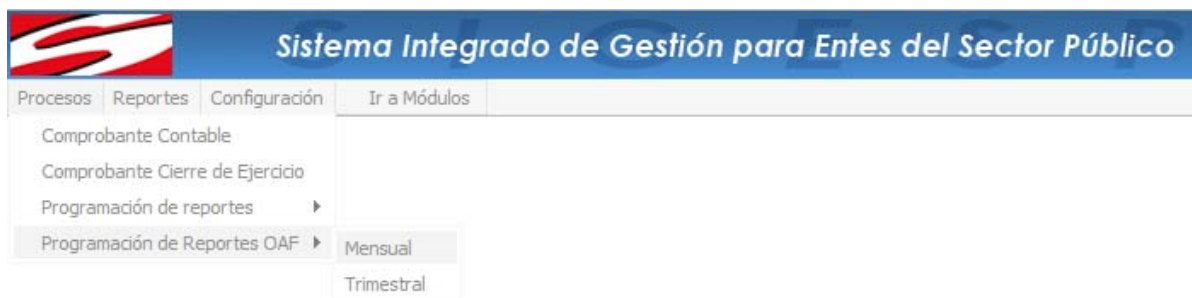 Sistema Integrado de Gestión para Entes del Sector Público
Procesos Reportes Configuración Ir a Módulos
Comprobante Contable
Comprobante Cierre de Ejercicio
Programación de reportes
Programación de Reportes OAF Mensual
Trimestral